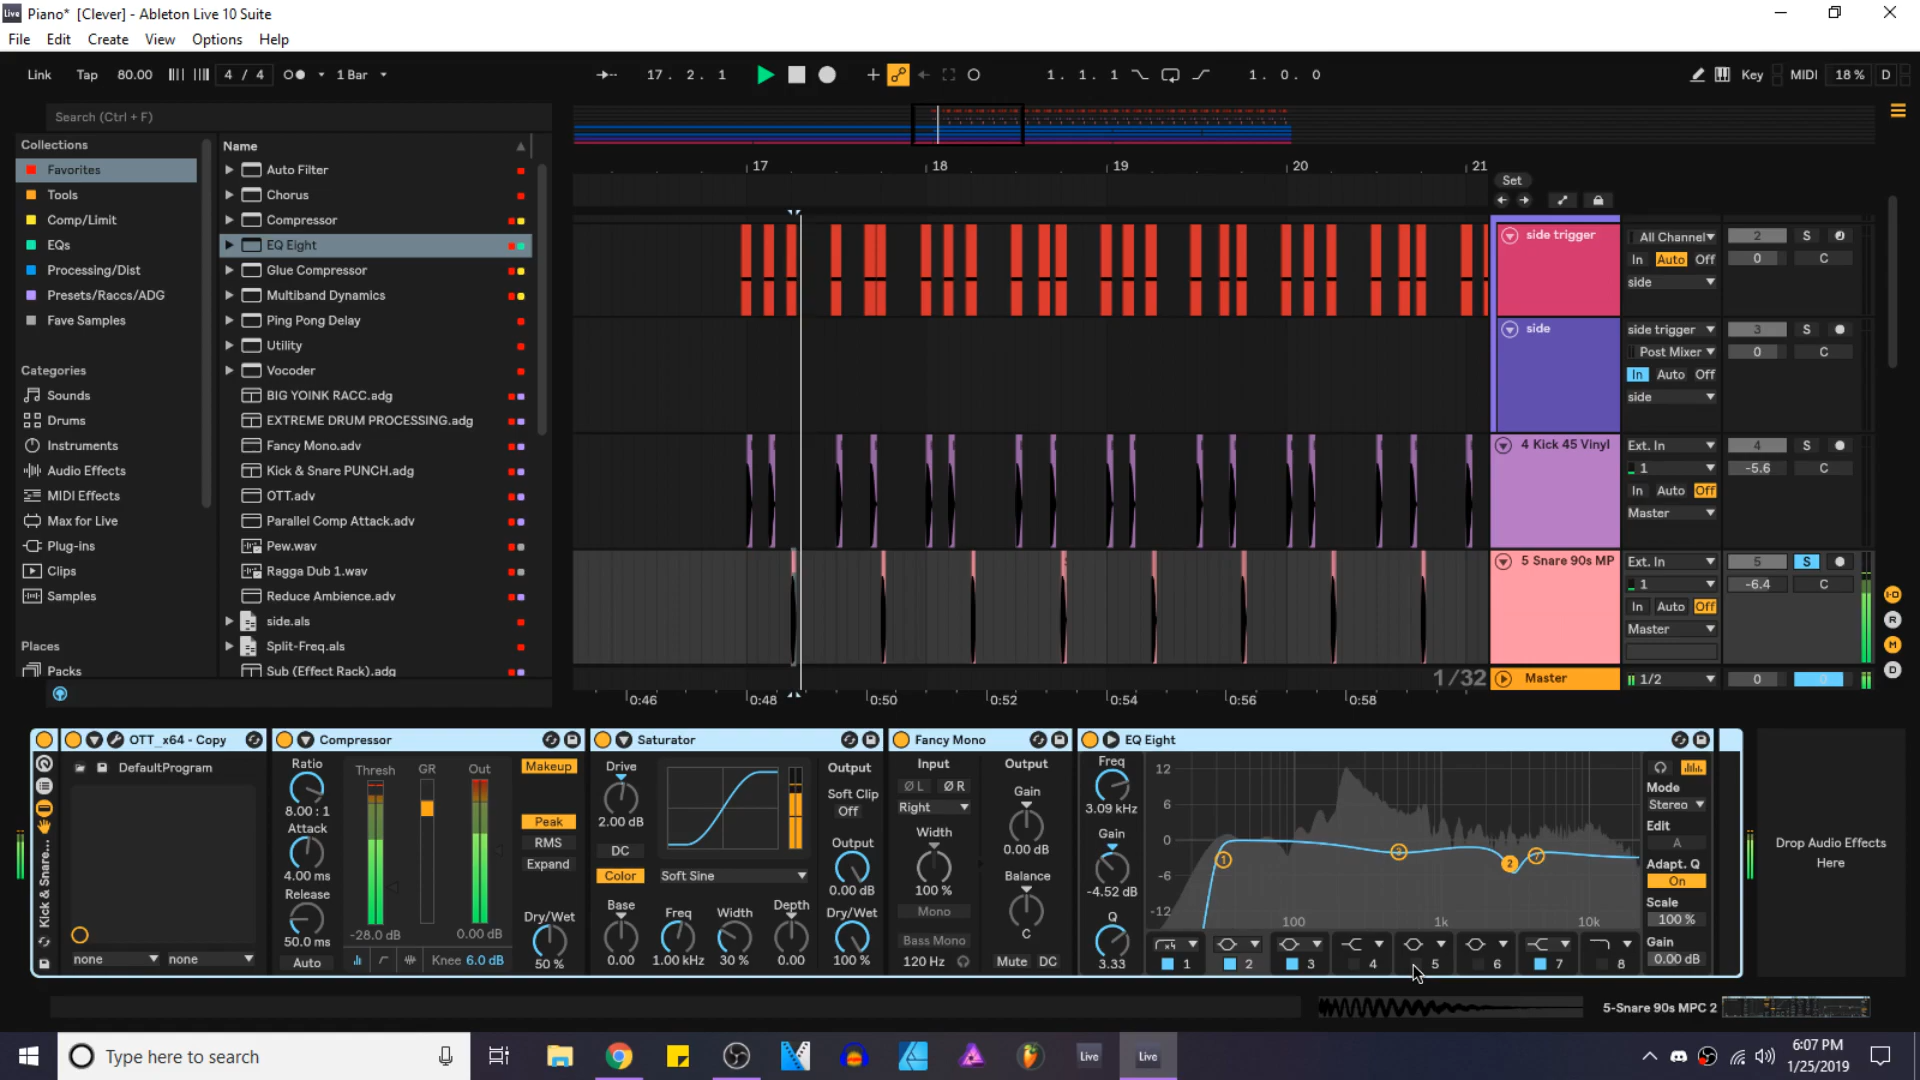 Live Piano* [Clever] - Ableton Live 10 Suite
File Edit Create View Options Help
Link Tap 80.00 4 / 4 1 Bar 17. 2. 1 1. 1. 1 1. 0. 0 Key MIDI 18 % D
Search (Ctrl + F)
Collections
Favorites
Tools
Comp/Limit
EQs
Processing/Dist
Presets/Raccs/ADG
Fave Samples
Categories
Sounds
Drums
Instruments
Audio Effects
MIDI Effects
Max for Live
Plug-ins
Clips
Samples
Places
Packs
Name
Auto Filter
Chorus
Compressor
EQ Eight
Glue Compressor
Multiband Dynamics
Ping Pong Delay
Utility
Vocoder
BIG YOINK RACC.adg
EXTREME DRUM PROCESSING.adg
Fancy Mono.adv
Kick & Snare PUNCH.adg
OTT.adv
Parallel Comp Attack.adv
Pew.wav
Ragga Dub 1.wav
Reduce Ambience.adv
side.als
Split-Freq.als
Sub (Effect Rack).adg
17 18 19 20 21
Set
side trigger All Channel 2 S
In Auto Off 0 C
side
side side trigger 3 S
Post Mixer 0 C
In Auto Off
side
4 Kick 45 Vinyl Ext. In 4 S
1 -5.6 C
In Auto Off
Master
5 Snare 90s MP Ext. In 5 S
1 -6.4 C
In Auto Off
Master
1/32 Master 1/2 0 0
0:46 0:48 0:50 0:52 0:54 0:56 0:58
I·O
R
M
D
Kick & Snare...
OTT_x64 - Copy
DefaultProgram
none none
Compressor
Ratio
8.00 : 1
Attack
4.00 ms
Release
50.0 ms
Auto
Thresh GR Out
-28.0 dB 0.00 dB
Knee 6.0 dB
Makeup
Peak
RMS
Expand
Dry/Wet
50 %
Saturator
Drive
2.00 dB
DC
Color Soft Sine
Base Freq Width Depth
0.00 1.00 kHz 30 % 0.00
Output
Soft Clip
Off
Output
0.00 dB
Dry/Wet
100 %
Fancy Mono
Input
Ø L Ø R
Right
Width
100 %
Mono
Bass Mono
120 Hz
Output
Gain
0.00 dB
Balance
C
Mute DC
EQ Eight
Freq
3.09 kHz
Gain
-4.52 dB
Q
3.33
12
6
0
-6
-12
100 1k 10k
1 3 2 7
1 2 3 4 5 6 7 8
Mode
Stereo
Edit
A
Adapt. Q
On
Scale
100 %
Gain
0.00 dB
Drop Audio Effects
Here
5-Snare 90s MPC 2
Type here to search
Live Live
6:07 PM
1/25/2019